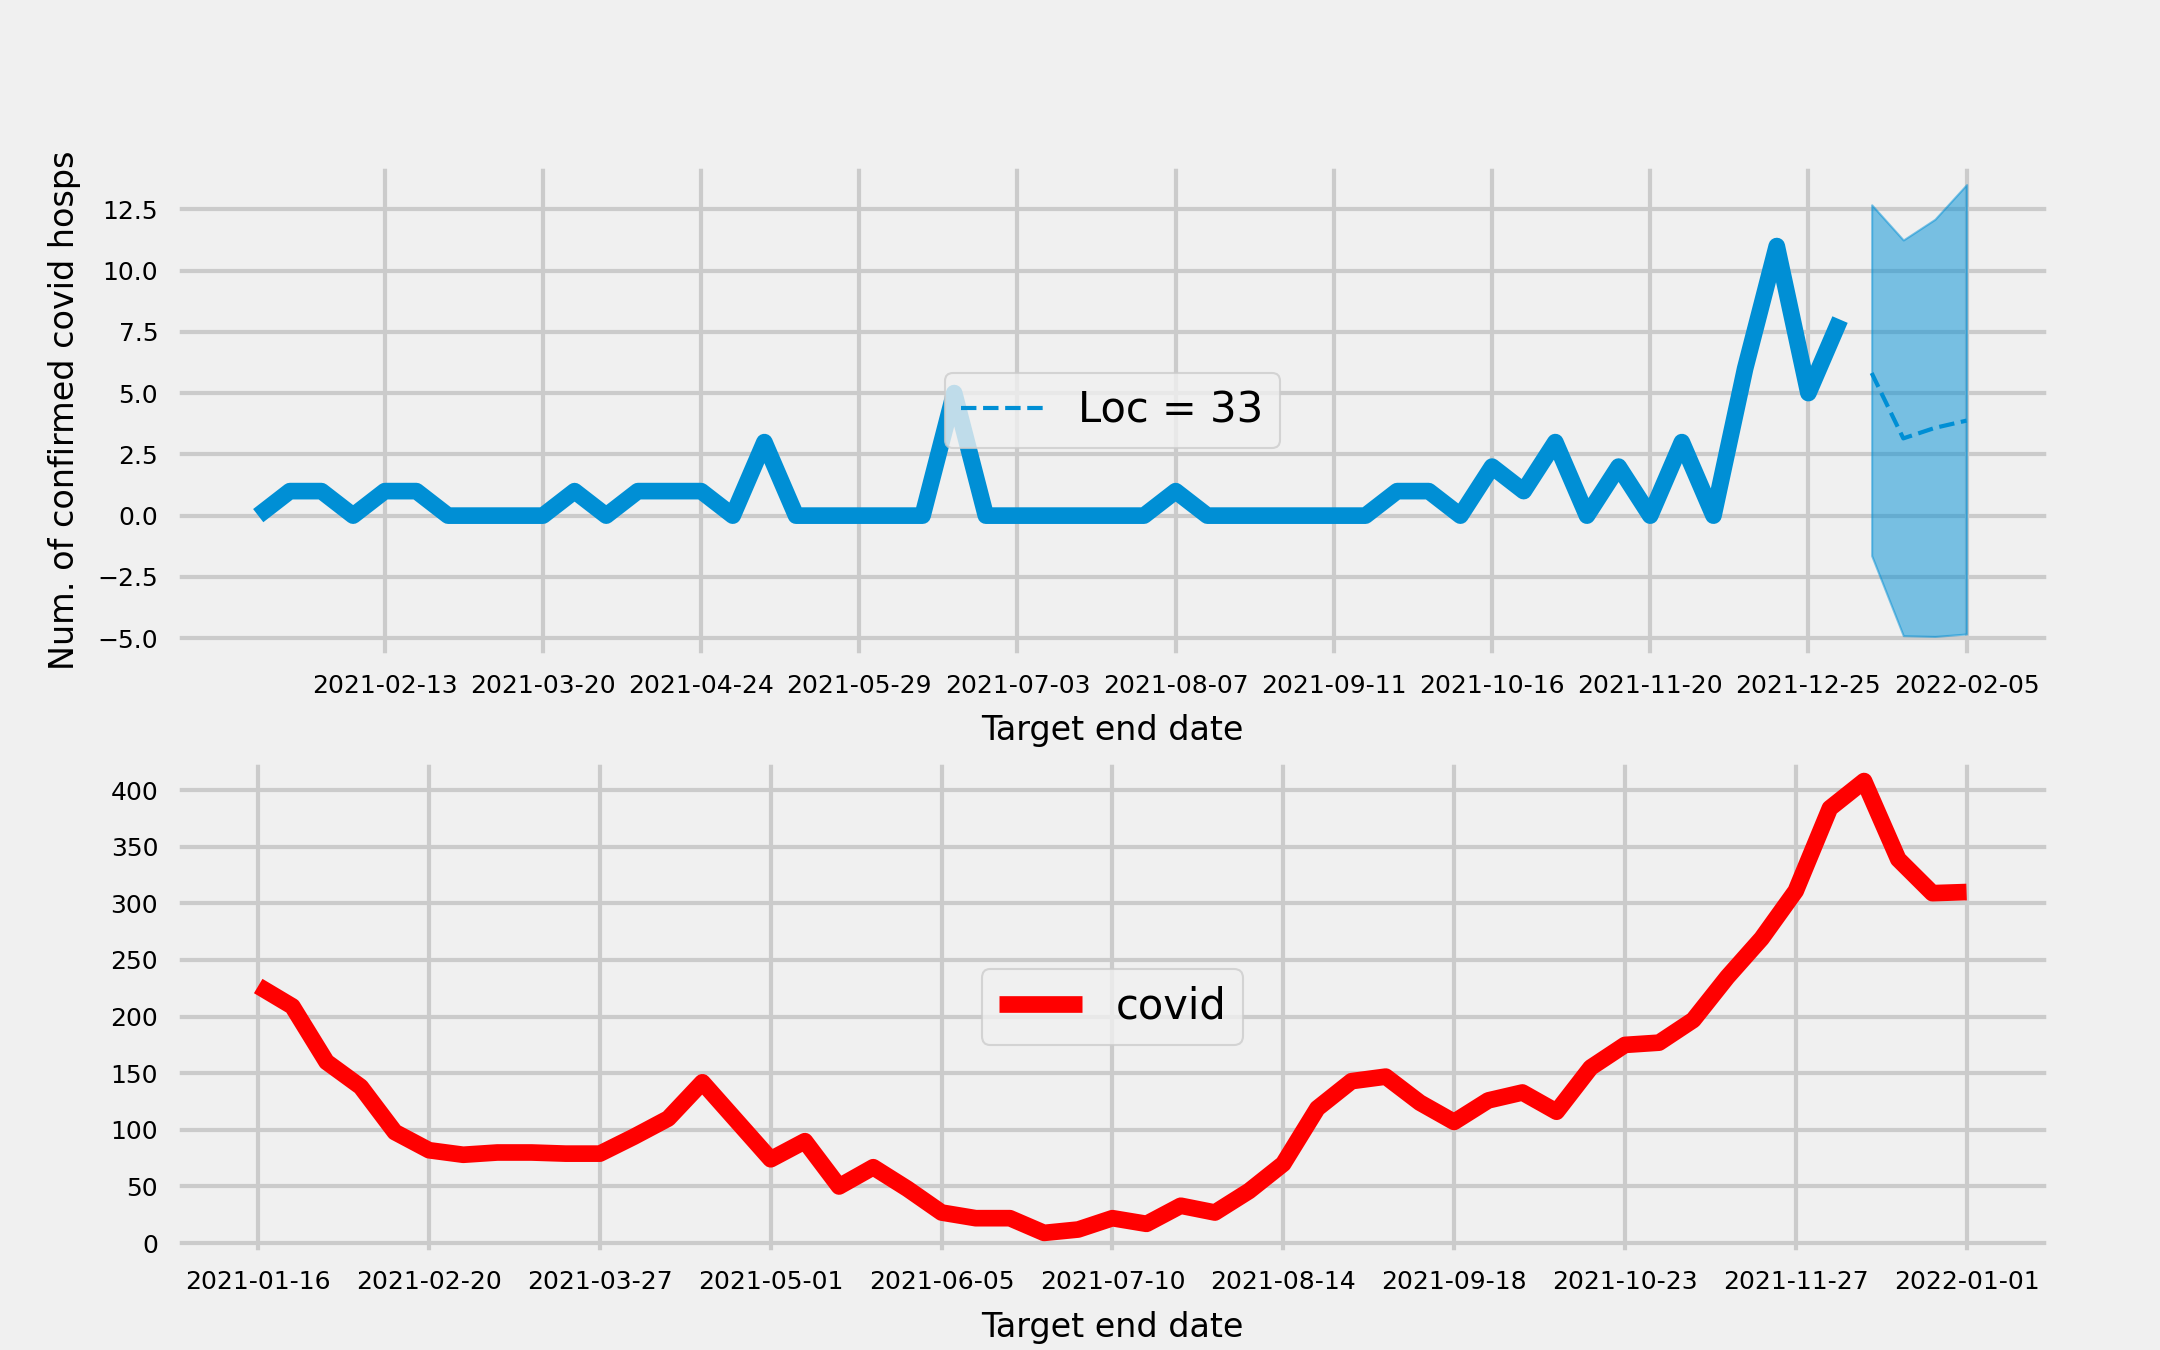 Num. of confirmed covid hosps
12.5
10.0
7.5
5.0
2.5
0.0
−2.5
−5.0
Loc = 33
2021-02-13 2021-03-20 2021-04-24 2021-05-29 2021-07-03 2021-08-07 2021-09-11 2021-10-16 2021-11-20 2021-12-25 2022-02-05
Target end date
400
350
300
250
200
150
100
50
0
covid
2021-01-16 2021-02-20 2021-03-27 2021-05-01 2021-06-05 2021-07-10 2021-08-14 2021-09-18 2021-10-23 2021-11-27 2022-01-01
Target end date